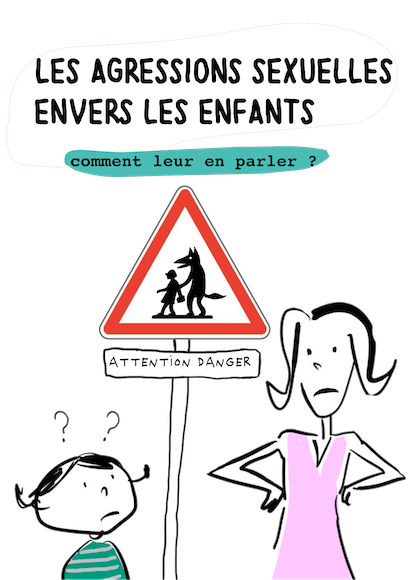 LES AGRESSIONS SEXUELLES
ENVERS LES ENFANTS
comment leur en parler ?
ATTENTION DANGER
? ?